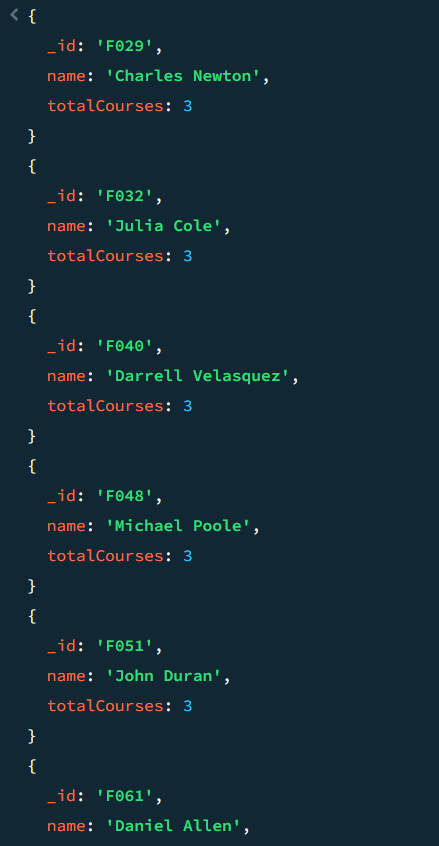 {
_id: 'F029',
name: 'Charles Newton',
totalCourses: 3
}
{
_id: 'F032',
name: 'Julia Cole',
totalCourses: 3
}
{
_id: 'F040',
name: 'Darrell Velasquez',
totalCourses: 3
}
{
_id: 'F048',
name: 'Michael Poole',
totalCourses: 3
}
{
_id: 'F051',
name: 'John Duran',
totalCourses: 3
}
{
_id: 'F061',
name: 'Daniel Allen',